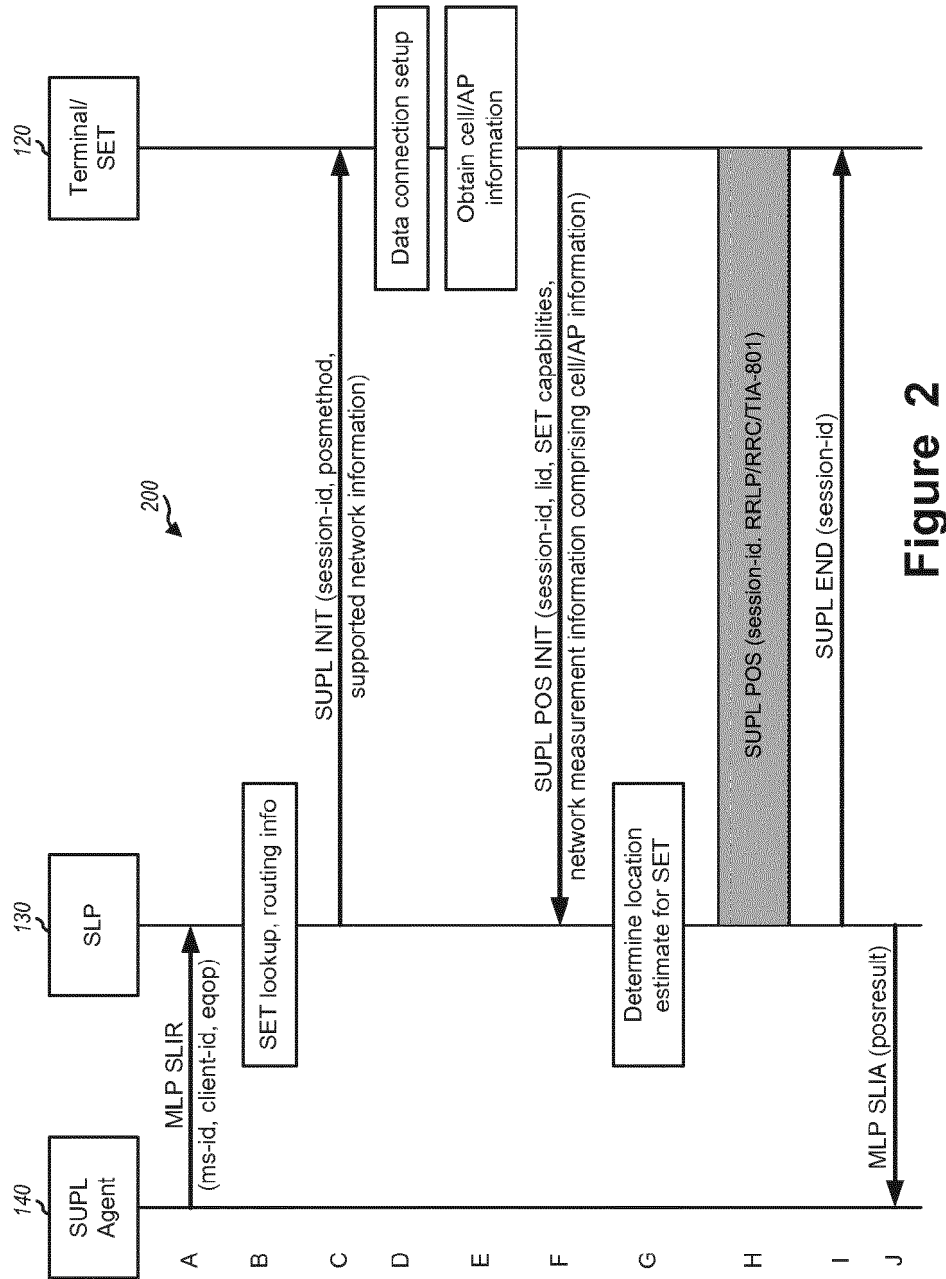 140
SUPL
Agent
130
SLP
120
Terminal/
SET
200
A
MLP SLIR
(ms-id, client-id, eqop)
B
SET lookup, routing info
C
SUPL INIT (session-id, posmethod,
supported network information)
D
Data connection setup
E
Obtain cell/AP
information
F
SUPL POS INIT (session-id, lid, SET capabilities,
network measurement information comprising cell/AP information)
G
Determine location
estimate for SET
H
SUPL POS (session-id. RRLP/RRC/TIA-801)
I
SUPL END (session-id)
J
MLP SLIA (posresult)
Figure 2